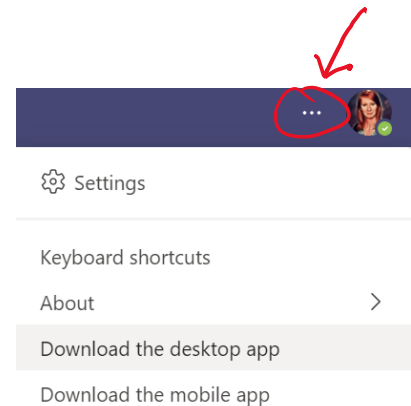 ...
Settings
Keyboard shortcuts
About
Download the desktop app
Download the mobile app